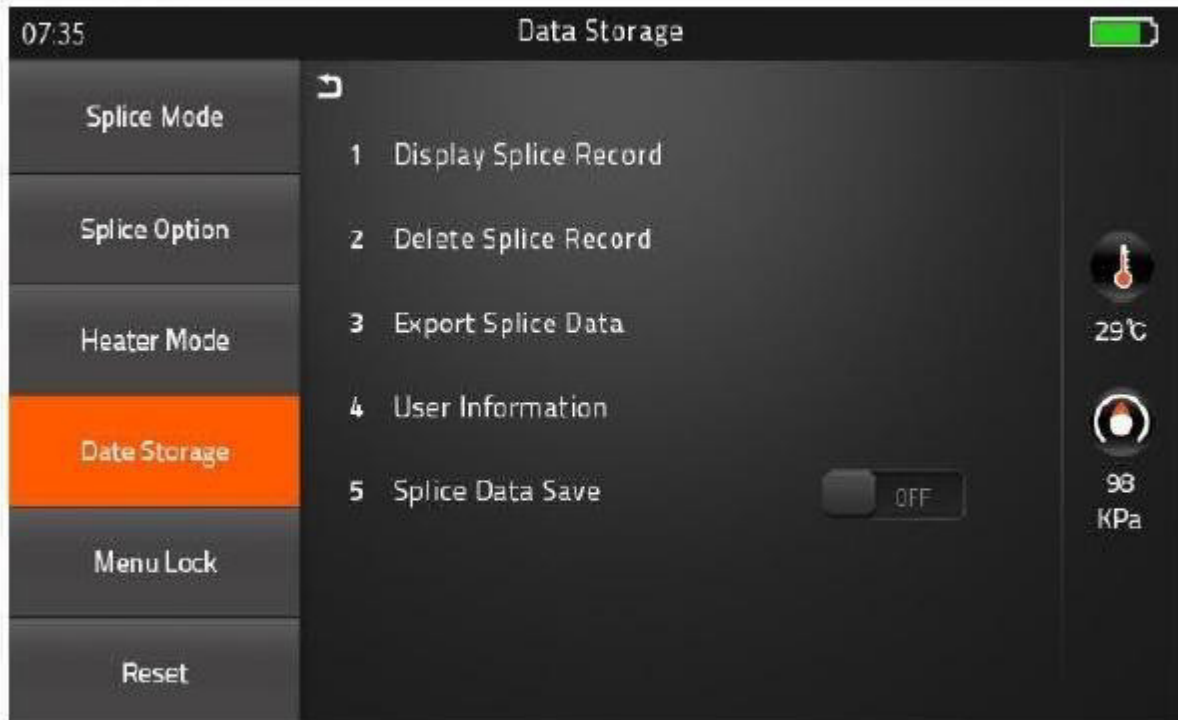 07:35
Data Storage
Splice Mode
Splice Option
Heater Mode
Date Storage
Menu Lock
Reset
1 Display Splice Record
2 Delete Splice Record
3 Export Splice Data
4 User Information
5 Splice Data Save
OFF
29℃
98
KPa